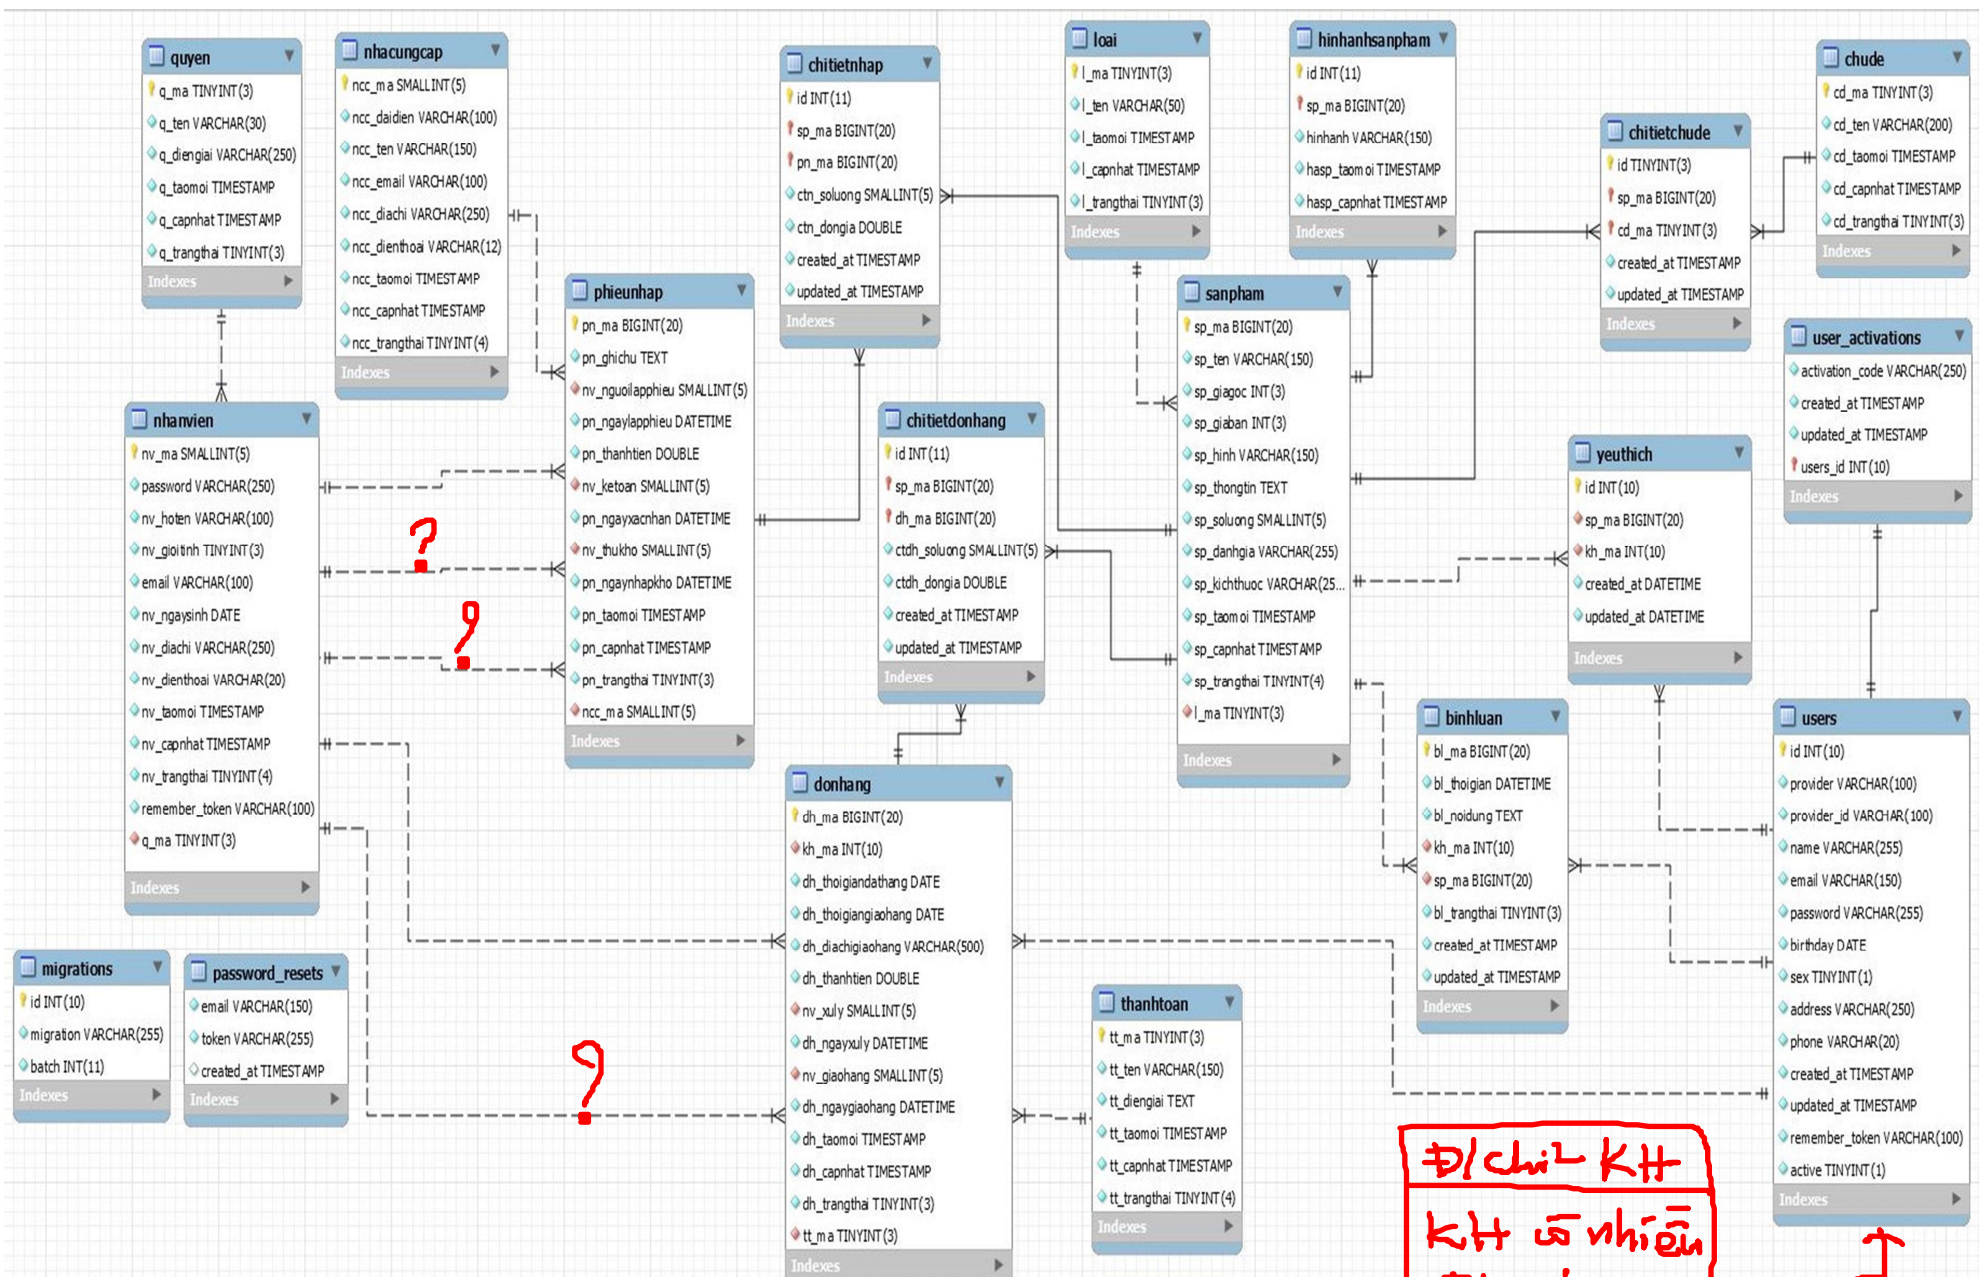 quyen
q_ma TINYINT(3)
q_ten VARCHAR(30)
q_diengiai VARCHAR(250)
q_taomoi TIMESTAMP
q_capnhat TIMESTAMP
q_trangthai TINYINT(3)
Indexes
nhacungcap
ncc_ma SMALLINT(5)
ncc_daidien VARCHAR(100)
ncc_ten VARCHAR(150)
ncc_email VARCHAR(100)
ncc_diachi VARCHAR(250)
ncc_dienthoai VARCHAR(12)
ncc_taomoi TIMESTAMP
ncc_capnhat TIMESTAMP
ncc_trangthai TINYINT(4)
Indexes
phieunhap
pn_ma BIGINT(20)
pn_ghichu TEXT
nv_nguoilapphieu SMALLINT(5)
pn_ngaylapphieu DATETIME
pn_thanhtien DOUBLE
nv_ketoan SMALLINT(5)
pn_ngayxacnhan DATETIME
nv_thukho SMALLINT(5)
pn_ngaynhapkho DATETIME
pn_taomoi TIMESTAMP
pn_capnhat TIMESTAMP
pn_trangthai TINYINT(3)
ncc_ma SMALLINT(5)
Indexes
chitietnhap
id INT(11)
sp_ma BIGINT(20)
pn_ma BIGINT(20)
ctn_soluong SMALLINT(5)
ctn_dongia DOUBLE
created_at TIMESTAMP
updated_at TIMESTAMP
Indexes
loai
l_ma TINYINT(3)
l_ten VARCHAR(50)
l_taomoi TIMESTAMP
l_capnhat TIMESTAMP
l_trangthai TINYINT(3)
Indexes
hinhanhsanpham
id INT(11)
sp_ma BIGINT(20)
hinhanh VARCHAR(150)
hasp_taomoi TIMESTAMP
hasp_capnhat TIMESTAMP
Indexes
chitietchude
id TINYINT(3)
sp_ma BIGINT(20)
cd_ma TINYINT(3)
created_at TIMESTAMP
updated_at TIMESTAMP
Indexes
chude
cd_ma TINYINT(3)
cd_ten VARCHAR(200)
cd_taomoi TIMESTAMP
cd_capnhat TIMESTAMP
cd_trangthai TINYINT(3)
Indexes
nhanvien
nv_ma SMALLINT(5)
password VARCHAR(250)
nv_hoten VARCHAR(100)
nv_gioitinh TINYINT(3)
email VARCHAR(100)
nv_ngaysinh DATE
nv_diachi VARCHAR(250)
nv_dienthoai VARCHAR(20)
nv_taomoi TIMESTAMP
nv_capnhat TIMESTAMP
nv_trangthai TINYINT(4)
remember_token VARCHAR(100)
q_ma TINYINT(3)
Indexes
?
?
chitietdonhang
id INT(11)
sp_ma BIGINT(20)
dh_ma BIGINT(20)
ctdh_soluong SMALLINT(5)
ctdh_dongia DOUBLE
created_at TIMESTAMP
updated_at TIMESTAMP
Indexes
sanpham
sp_ma BIGINT(20)
sp_ten VARCHAR(150)
sp_giagoc INT(3)
sp_giaban INT(3)
sp_hinh VARCHAR(150)
sp_thongtin TEXT
sp_soluong SMALLINT(5)
sp_danhgia VARCHAR(255)
sp_kichthuoc VARCHAR(25...
sp_taomoi TIMESTAMP
sp_capnhat TIMESTAMP
sp_trangthai TINYINT(4)
l_ma TINYINT(3)
Indexes
yeuthich
id INT(10)
sp_ma BIGINT(20)
kh_ma INT(10)
created_at DATETIME
updated_at DATETIME
Indexes
user_activations
activation_code VARCHAR(250)
created_at TIMESTAMP
updated_at TIMESTAMP
users_id INT(10)
Indexes
migrations
id INT(10)
migration VARCHAR(255)
batch INT(11)
Indexes
password_resets
email VARCHAR(150)
token VARCHAR(255)
created_at TIMESTAMP
Indexes
?
donhang
dh_ma BIGINT(20)
kh_ma INT(10)
dh_thoigiandathang DATE
dh_thoigiangiaohang DATE
dh_diachigiaohang VARCHAR(500)
dh_thanhtien DOUBLE
nv_xuly SMALLINT(5)
dh_ngayxuly DATETIME
nv_giaohang SMALLINT(5)
dh_ngaygiaohang DATETIME
dh_taomoi TIMESTAMP
dh_capnhat TIMESTAMP
dh_trangthai TINYINT(3)
tt_ma TINYINT(3)
Indexes
thanhtoan
tt_ma TINYINT(3)
tt_ten VARCHAR(150)
tt_diengiai TEXT
tt_taomoi TIMESTAMP
tt_capnhat TIMESTAMP
tt_trangthai TINYINT(4)
Indexes
binhluan
bl_ma BIGINT(20)
bl_thoigian DATETIME
bl_noidung TEXT
kh_ma INT(10)
sp_ma BIGINT(20)
bl_trangthai TINYINT(3)
created_at TIMESTAMP
updated_at TIMESTAMP
Indexes
users
id INT(10)
provider VARCHAR(100)
provider_id VARCHAR(100)
name VARCHAR(255)
email VARCHAR(150)
password VARCHAR(255)
birthday DATE
sex TINYINT(1)
address VARCHAR(250)
phone VARCHAR(20)
created_at TIMESTAMP
updated_at TIMESTAMP
remember_token VARCHAR(100)
active TINYINT(1)
Indexes
Đ/chỉ KH
KH có nhiều